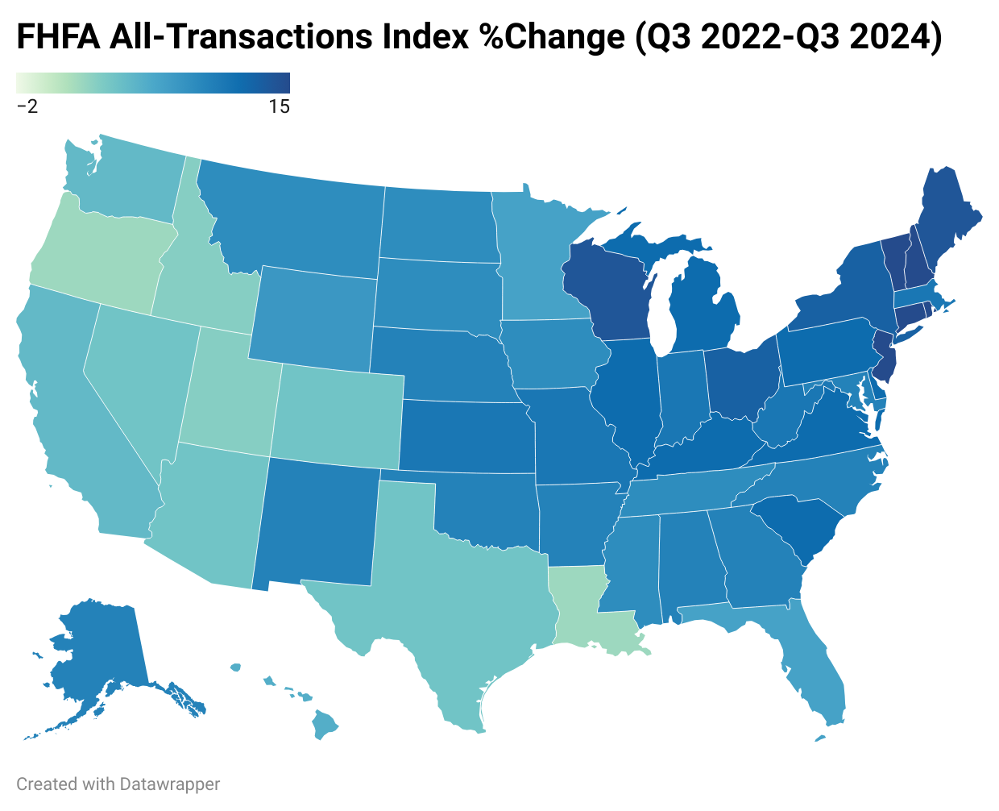 FHFA All-Transactions Index %Change (Q3 2022-Q3 2024)
−2 15
Created with Datawrapper